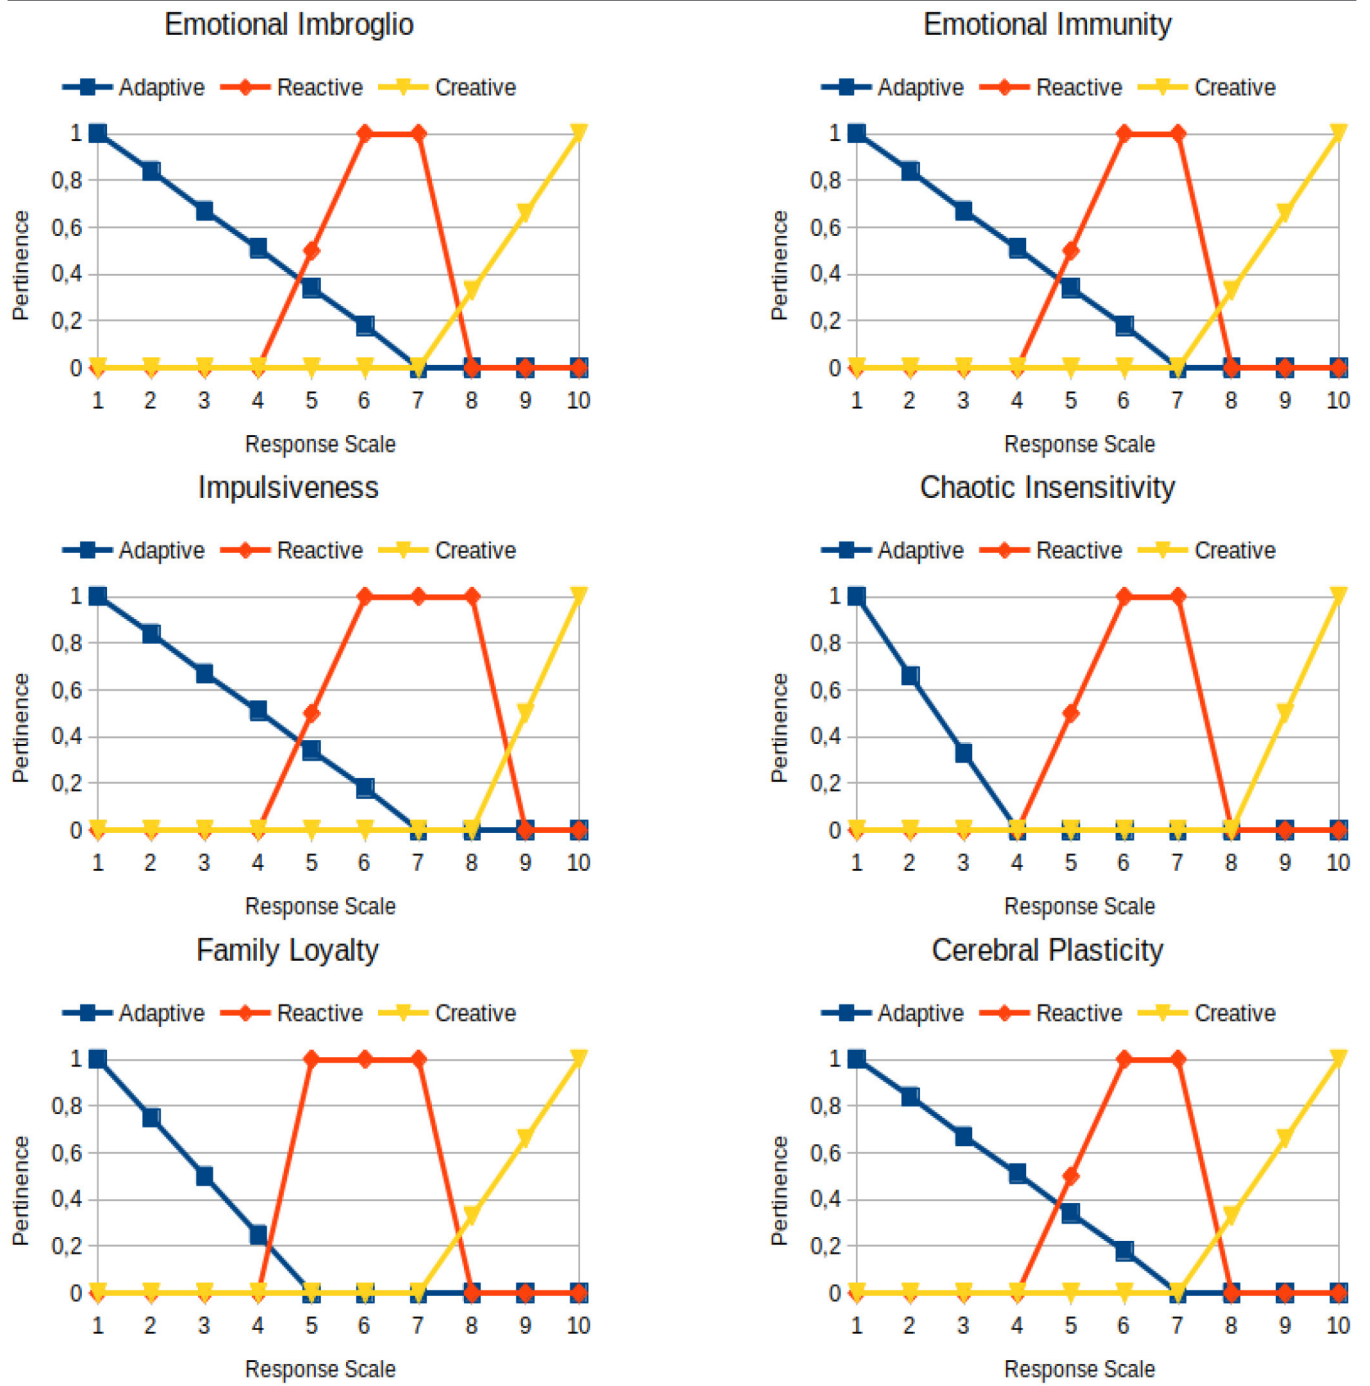 Emotional Imbroglio
Adaptive Reactive Creative
1
0,8
0,6
0,4
0,2
0
Pertinence
1 2 3 4 5 6 7 8 9 10
Response Scale
Emotional Immunity
Adaptive Reactive Creative
1
0,8
0,6
0,4
0,2
0
Pertinence
1 2 3 4 5 6 7 8 9 10
Response Scale
Impulsiveness
Adaptive Reactive Creative
1
0,8
0,6
0,4
0,2
0
Pertinence
1 2 3 4 5 6 7 8 9 10
Response Scale
Chaotic Insensitivity
Adaptive Reactive Creative
1
0,8
0,6
0,4
0,2
0
Pertinence
1 2 3 4 5 6 7 8 9 10
Response Scale
Family Loyalty
Adaptive Reactive Creative
1
0,8
0,6
0,4
0,2
0
Pertinence
1 2 3 4 5 6 7 8 9 10
Response Scale
Cerebral Plasticity
Adaptive Reactive Creative
1
0,8
0,6
0,4
0,2
0
Pertinence
1 2 3 4 5 6 7 8 9 10
Response Scale